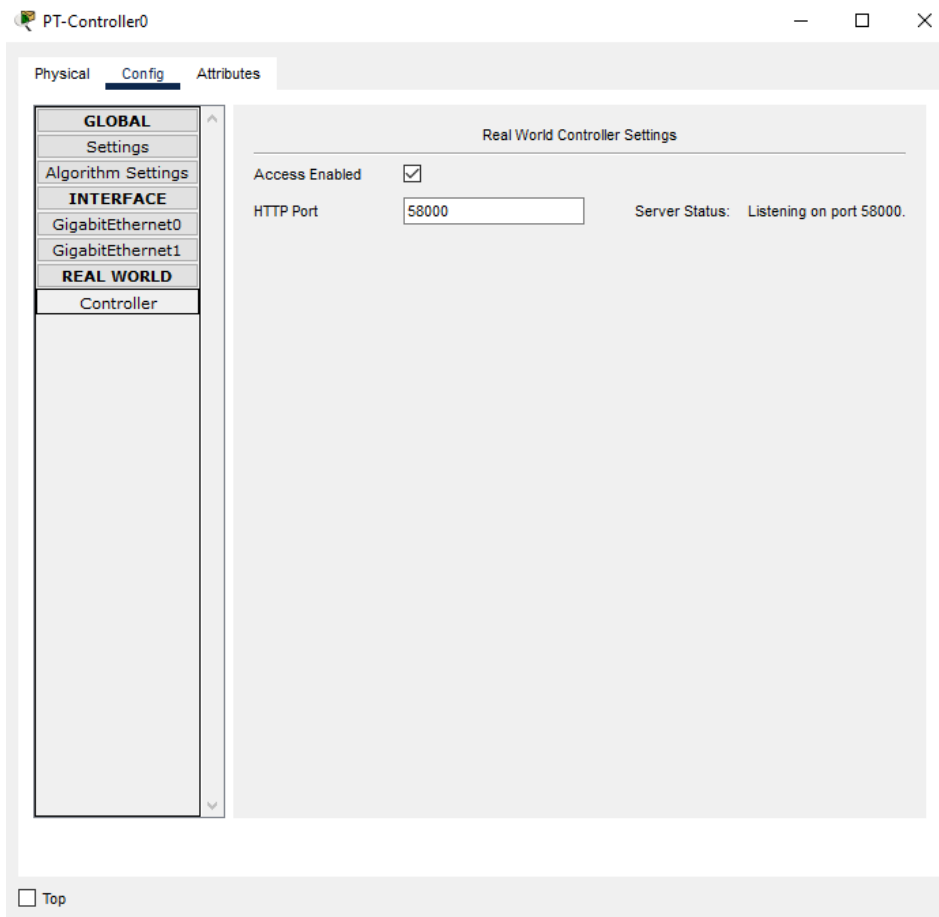 PT-Controller0
Physical Config Attributes
GLOBAL
Settings
Algorithm Settings
INTERFACE
GigabitEthernet0
GigabitEthernet1
REAL WORLD
Controller
Real World Controller Settings
Access Enabled
HTTP Port 58000 Server Status: Listening on port 58000.
Top